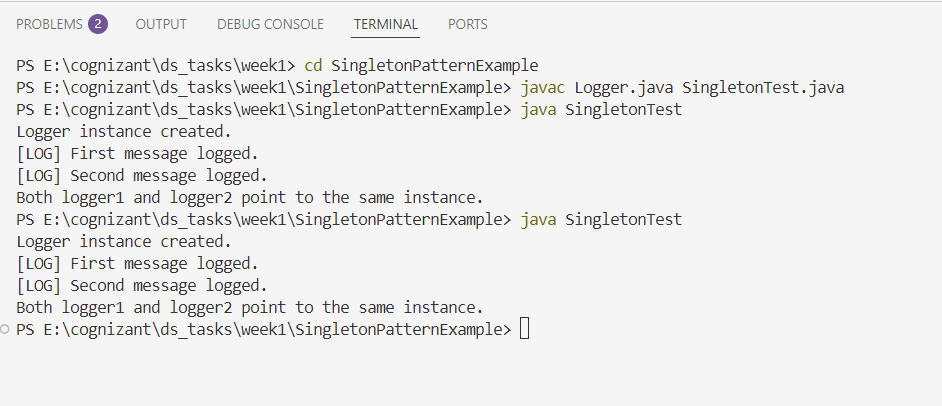 PROBLEMS 2 OUTPUT DEBUG CONSOLE TERMINAL PORTS
PS E:\cognizant\ds_tasks\week1> cd SingletonPatternExample
PS E:\cognizant\ds_tasks\week1\SingletonPatternExample> javac Logger.java SingletonTest.java
PS E:\cognizant\ds_tasks\week1\SingletonPatternExample> java SingletonTest
Logger instance created.
[LOG] First message logged.
[LOG] Second message logged.
Both logger1 and logger2 point to the same instance.
PS E:\cognizant\ds_tasks\week1\SingletonPatternExample> java SingletonTest
Logger instance created.
[LOG] First message logged.
[LOG] Second message logged.
Both logger1 and logger2 point to the same instance.
PS E:\cognizant\ds_tasks\week1\SingletonPatternExample>